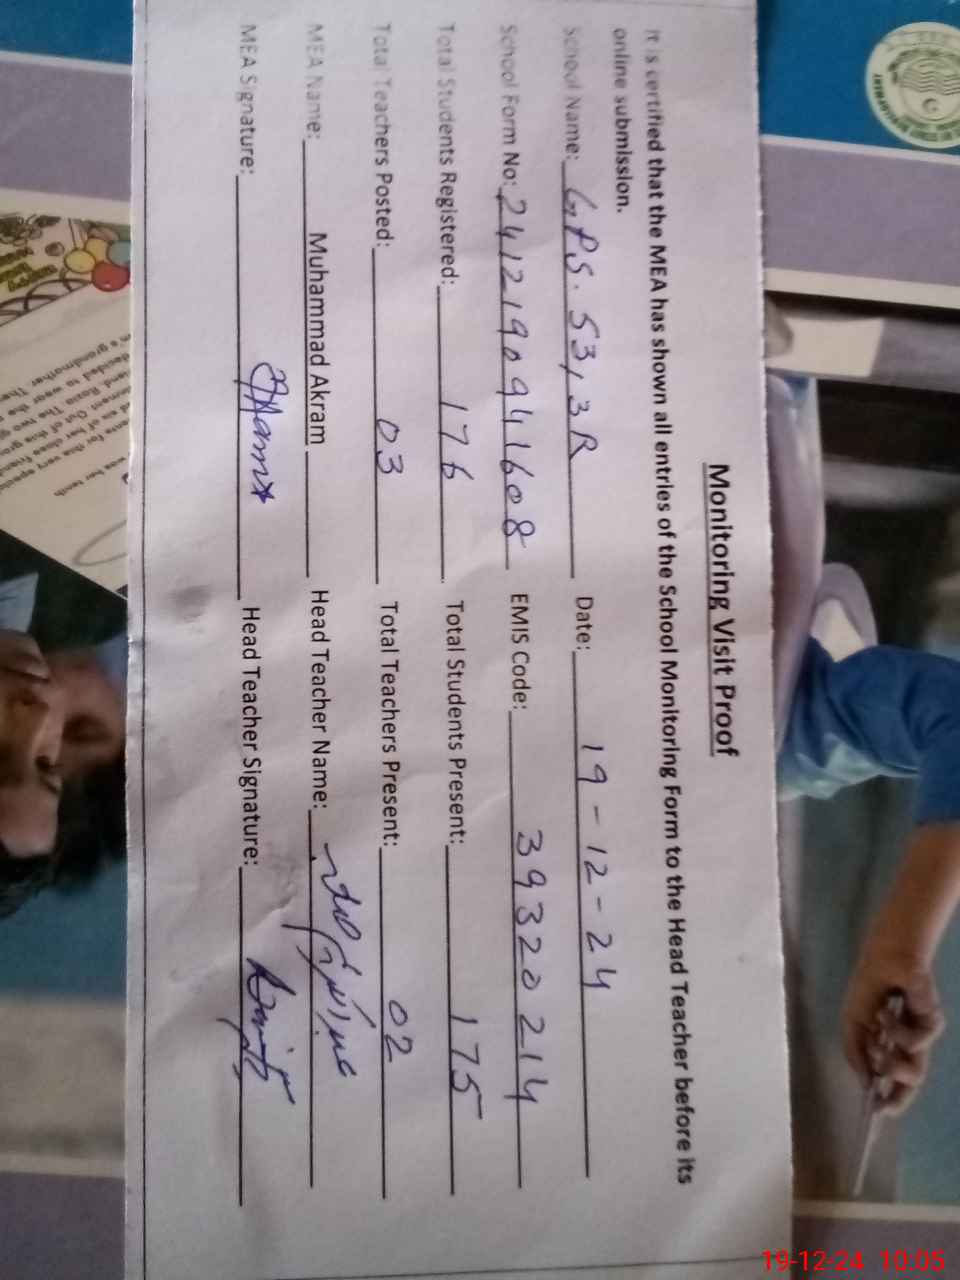 Monitoring Visit Proof
It is certified that the MEA has shown all entries of the School Monitoring Form to the Head Teacher before its
online submission.
School Name: GPS. 53,3R Date: 19-12-24
School Form No: 2412190941608 EMIS Code: 39320214
Total Students Registered: 176 Total Students Present: 175
Total Teachers Posted: 03 Total Teachers Present: 02
MEA Name: Muhammad Akram Head Teacher Name:
MEA Signature: Head Teacher Signature:
19-12-24 10:05